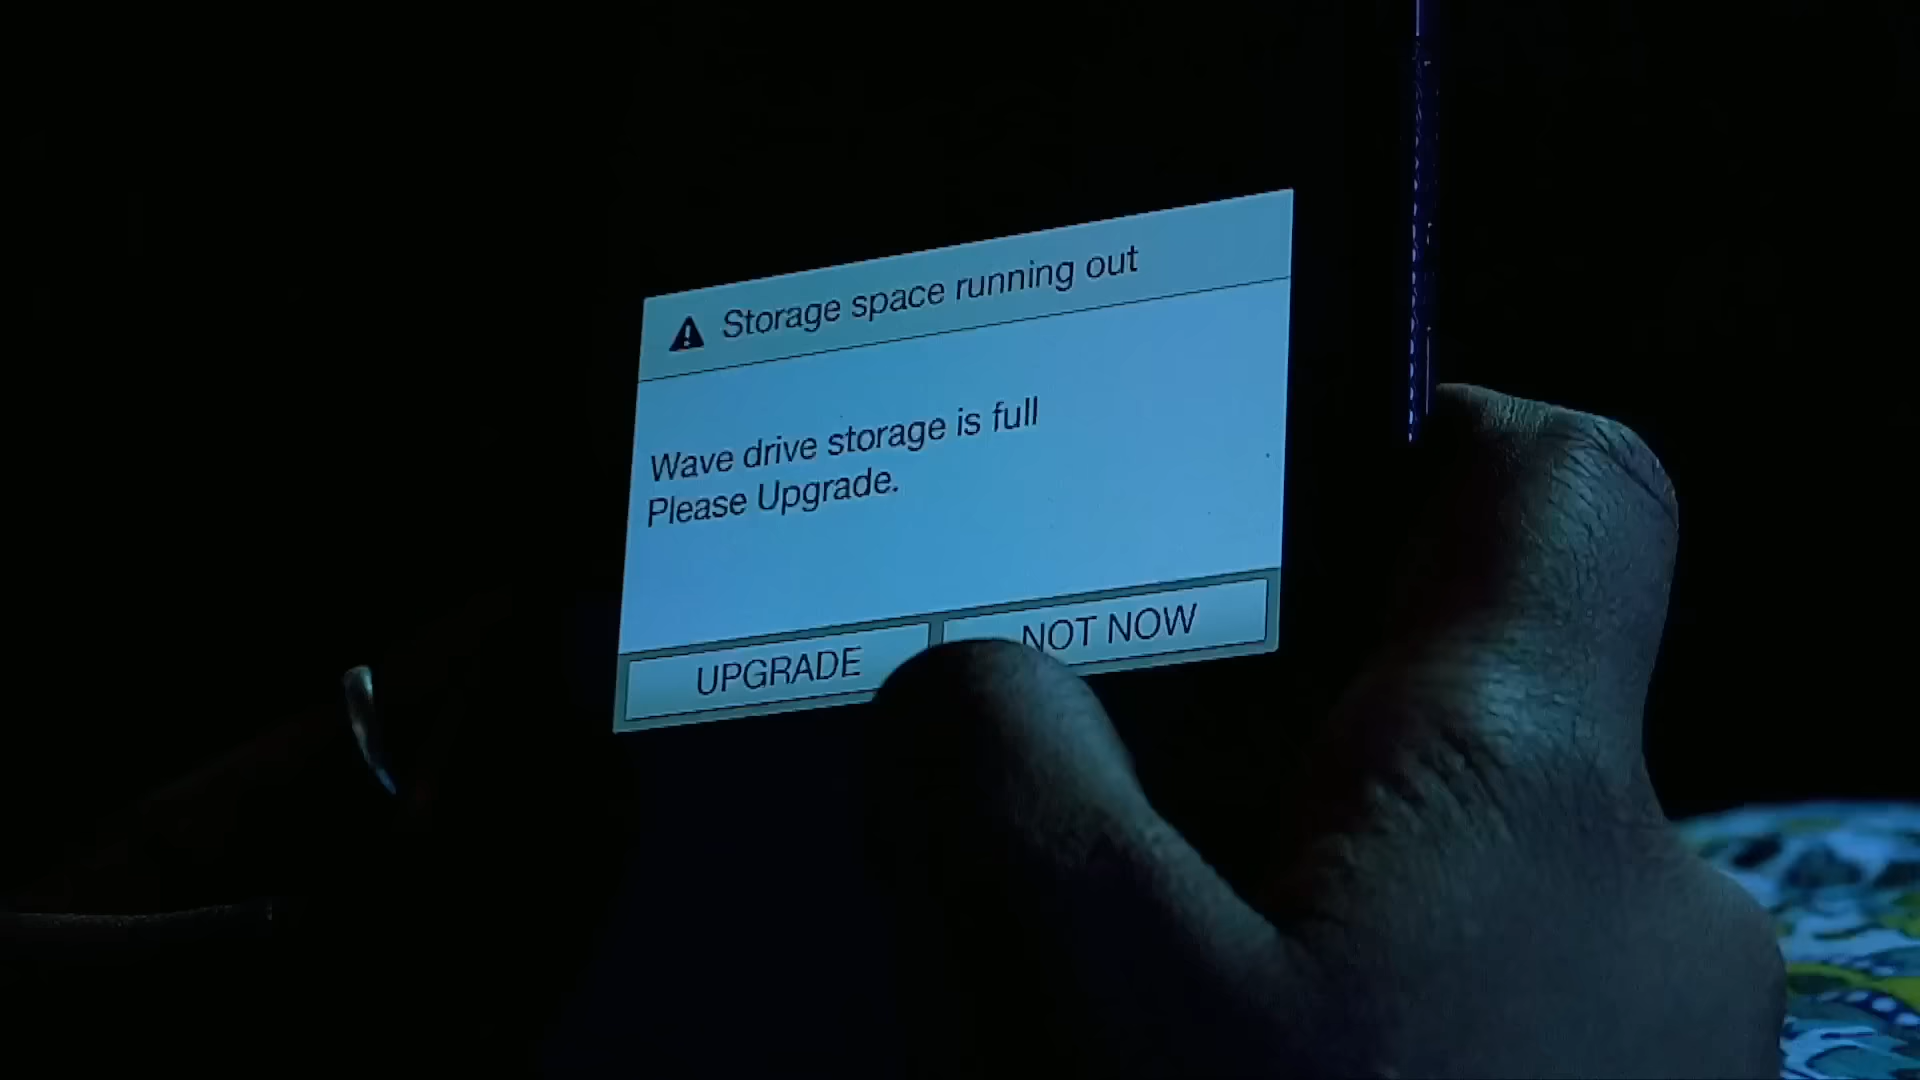 Storage space running out
Wave drive storage is full
Please Upgrade.
UPGRADE
NOT NOW